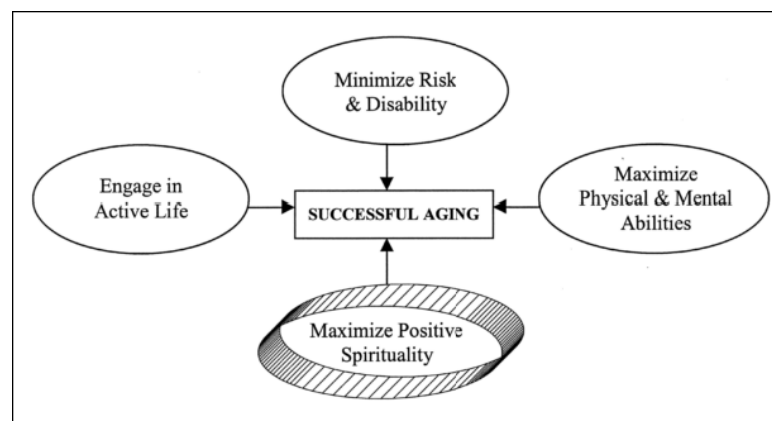 Minimize Risk
& Disability
Engage in
Active Life
SUCCESSFUL AGING
Maximize
Physical & Mental
Abilities
Maximize Positive
Spirituality